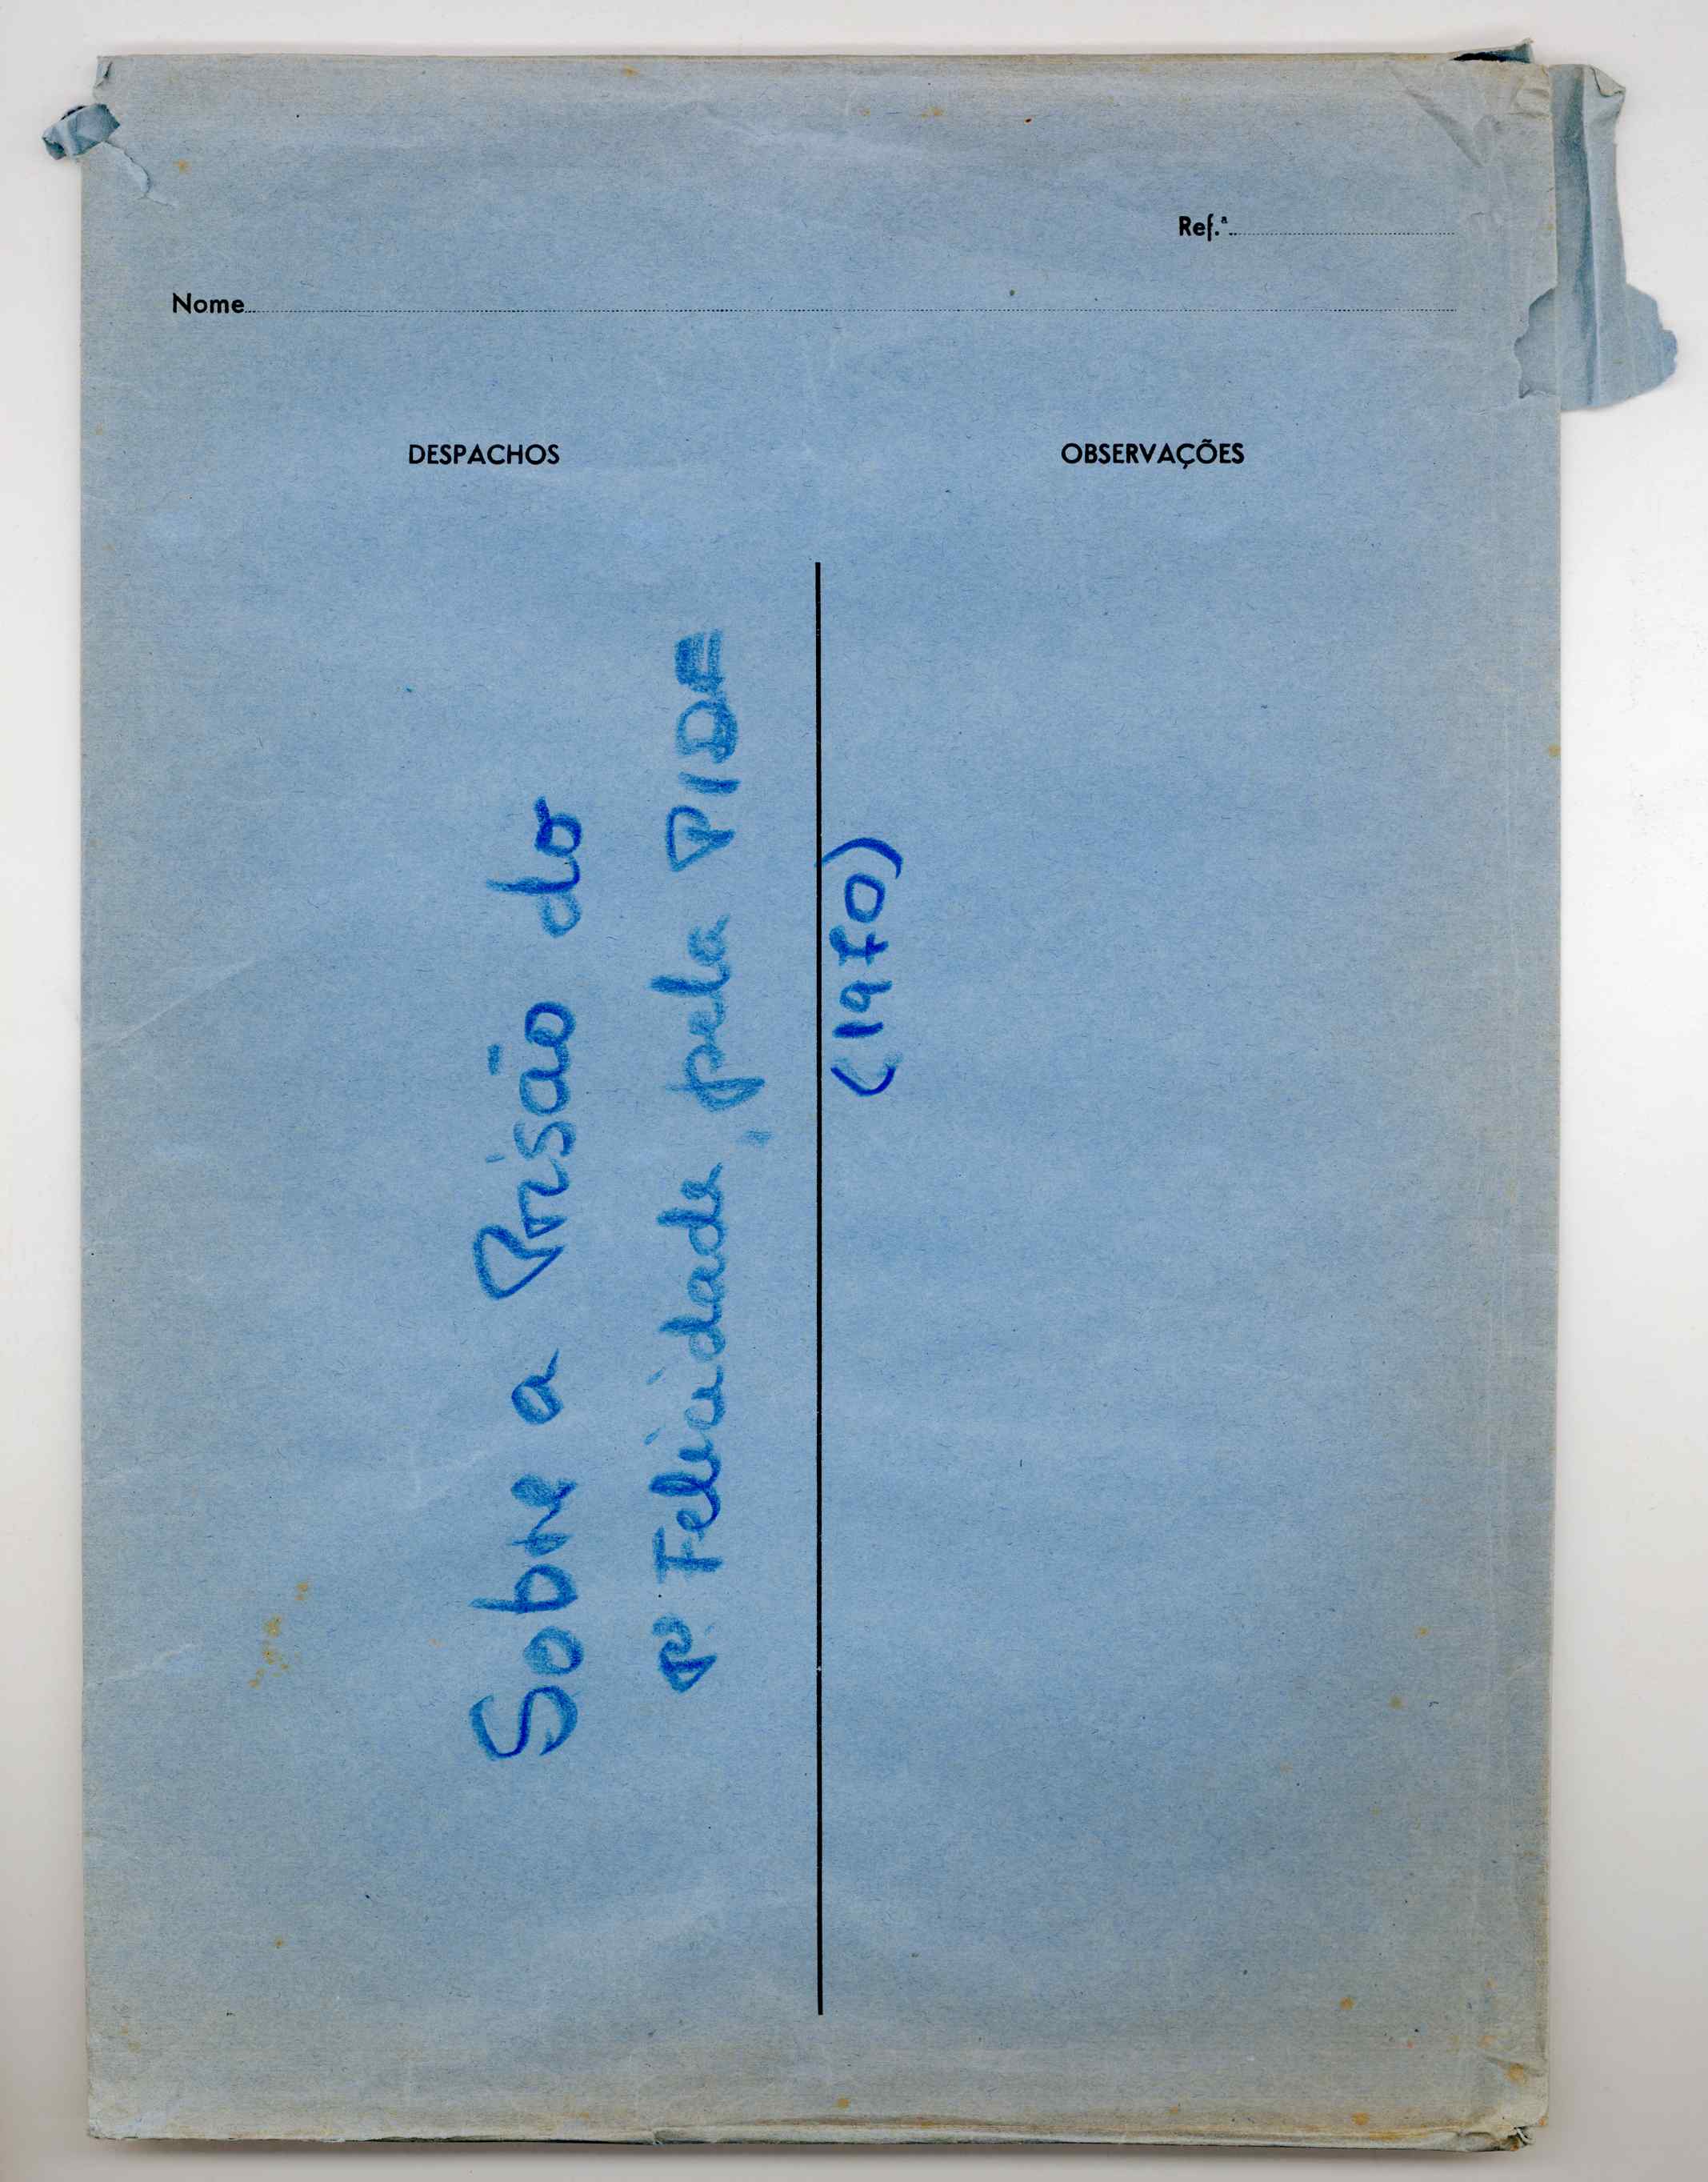 Ref.ª
Nome
DESPACHOS
OBSERVAÇÕES
Sobre a Prisão do
Pe Felicidade, pela PIDE
(1970)